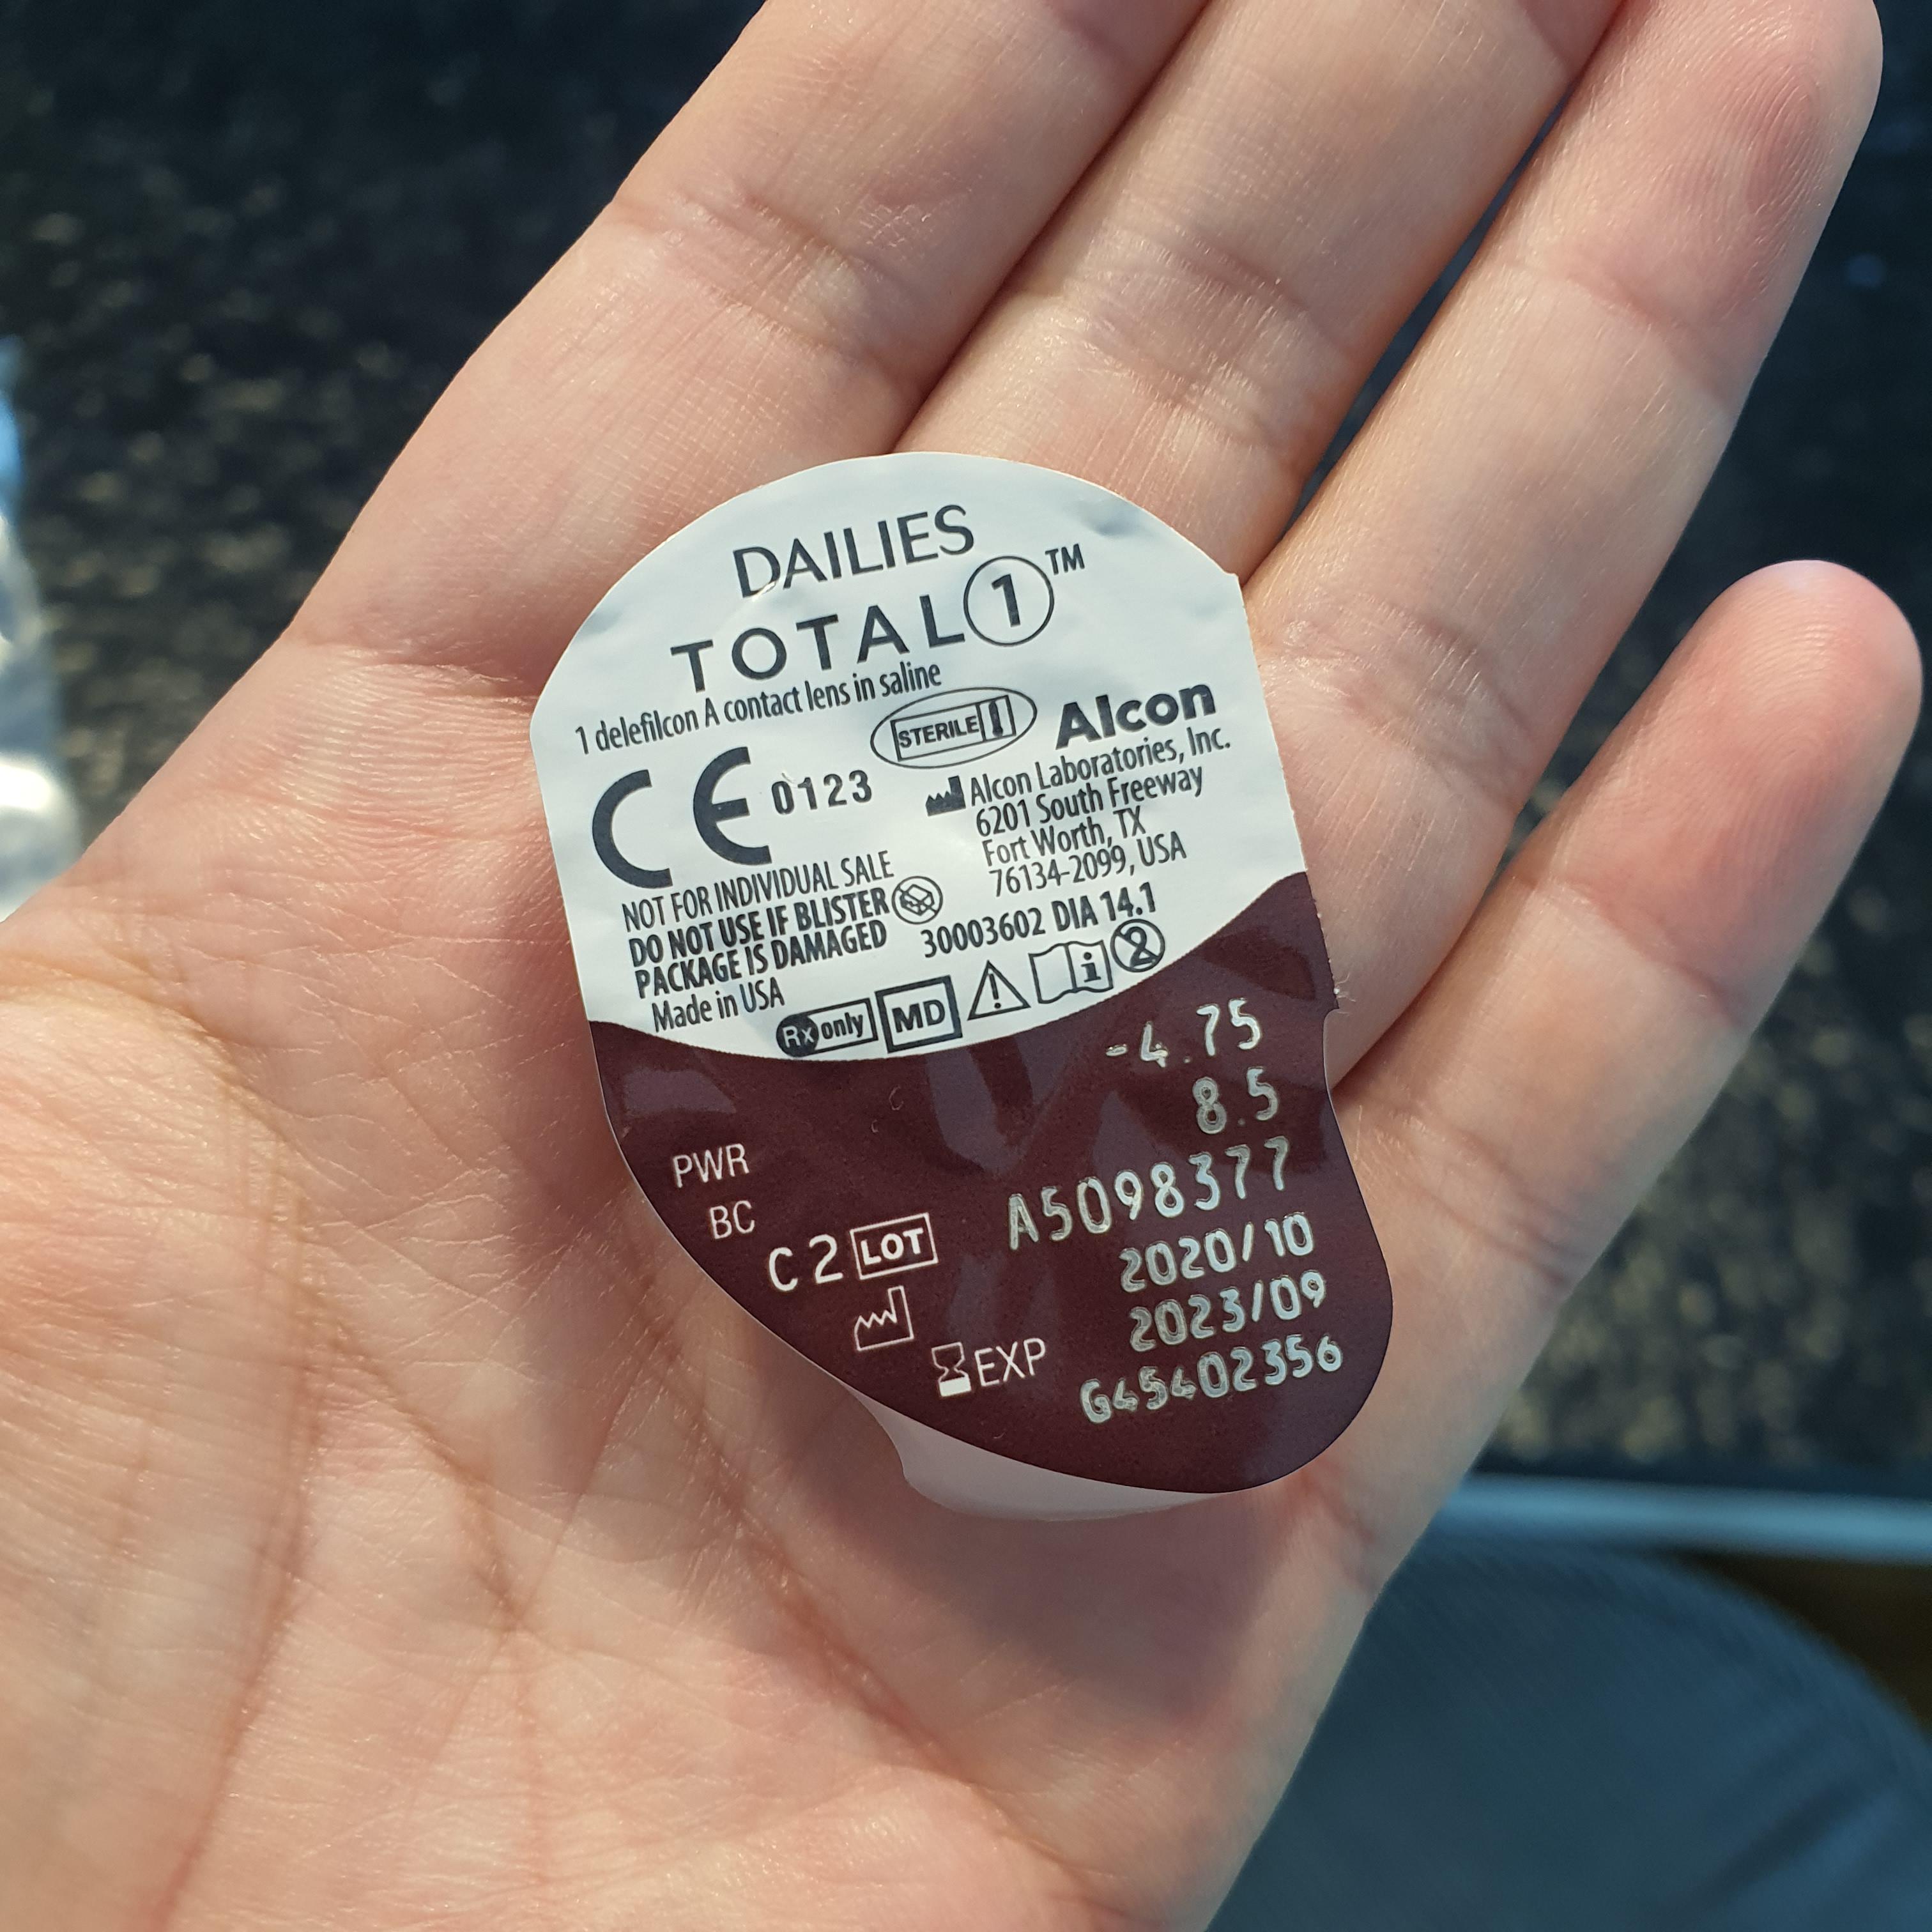 DAILIES
TOTAL 1™
1 delefilcon A contact lens in saline
STERILE
Alcon
CE 0123
Alcon Laboratories, Inc.
6201 South Freeway
Fort Worth, TX
76134-2099, USA
NOT FOR INDIVIDUAL SALE
DO NOT USE IF BLISTER
PACKAGE IS DAMAGED
Made in USA
30003602 DIA 14.1
Rx only MD i 2
PWR -4.75
BC 8.5
C2 LOT A5098377
2020/10
EXP 2023/09
G45402356